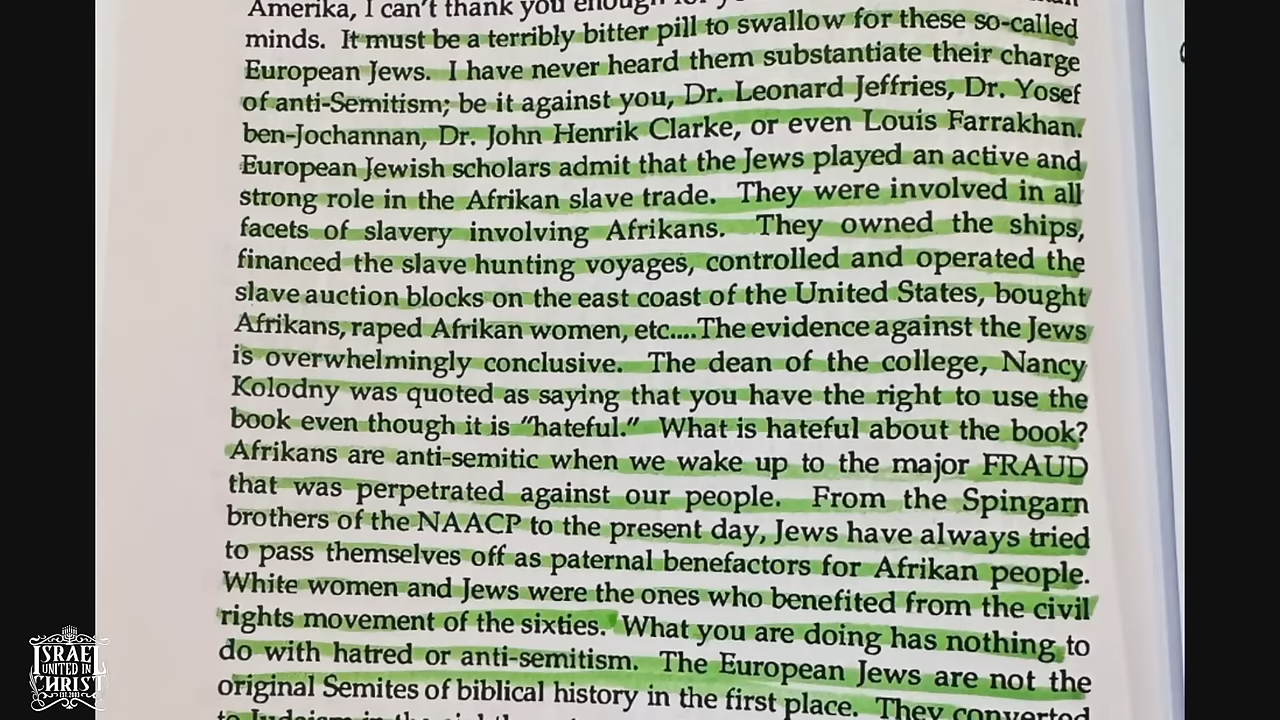 Amerika, I can't thank you enough
minds. It must be a terribly bitter pill to swallow for these so-called
European Jews. I have never heard them substantiate their charge
of anti-Semitism; be it against you, Dr. Leonard Jeffries, Dr. Yosef
ben-Jochannan, Dr. John Henrik Clarke, or even Louis Farrakhan.
European Jewish scholars admit that the Jews played an active and
strong role in the Afrikan slave trade. They were involved in all
facets of slavery involving Afrikans. They owned the ships,
financed the slave hunting voyages, controlled and operated the
slave auction blocks on the east coast of the United States, bought
Afrikans, raped Afrikan women, etc....The evidence against the Jews
is overwhelmingly conclusive. The dean of the college, Nancy
Kolodny was quoted as saying that you have the right to use the
book even though it is "hateful." What is hateful about the book?
Afrikans are anti-semitic when we wake up to the major FRAUD
that was perpetrated against our people. From the Spingarn
brothers of the NAACP to the present day, Jews have always tried
to pass themselves off as paternal benefactors for Afrikan people.
White women and Jews were the ones who benefited from the civil
rights movement of the sixties. What you are doing has nothing to
do with hatred or anti-semitism. The European Jews are not the
original Semites of biblical history in the first place. They converted
to Judaism in the
ISRAEL
UNITED IN
CHRIST